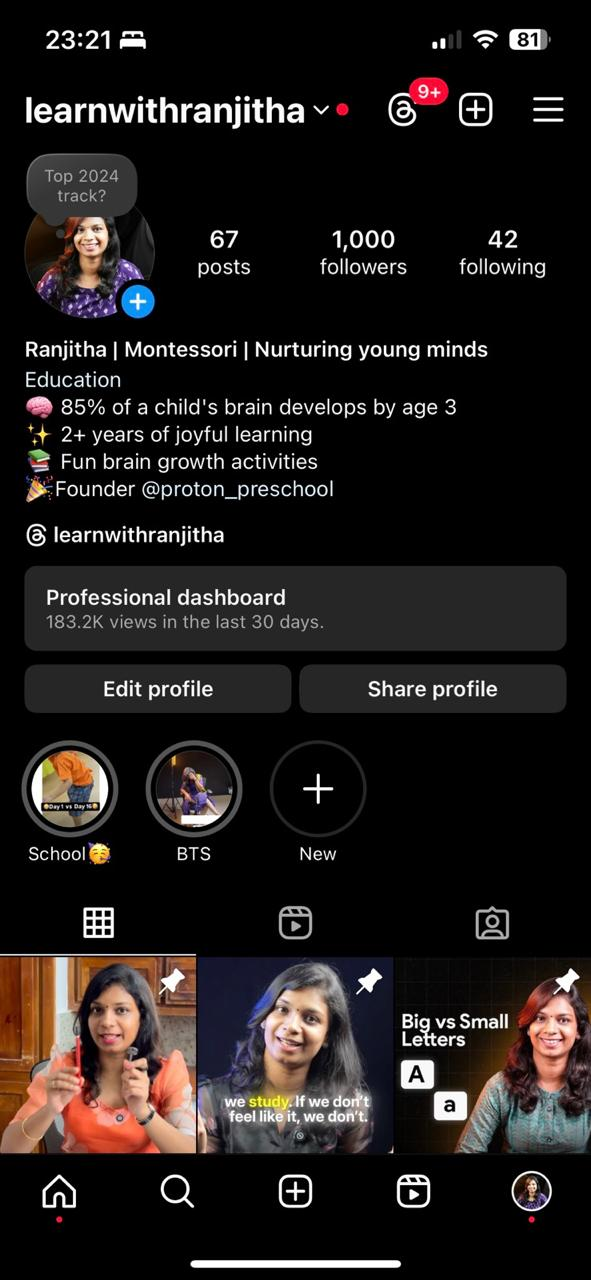 23:21
81
learnwithranjitha
9+
Top 2024
track?
67
posts
1,000
followers
42
following
Ranjitha | Montessori | Nurturing young minds
Education
🧠 85% of a child's brain develops by age 3
✨ 2+ years of joyful learning
📚 Fun brain growth activities
🎉Founder @proton_preschool
learnwithranjitha
Professional dashboard
183.2K views in the last 30 days.
Edit profile
Share profile
😭Day 1 vs Day 16😍
School🥳
BTS
New
we study. If we don't
feel like it, we don't.
Big vs Small
Letters
A
a